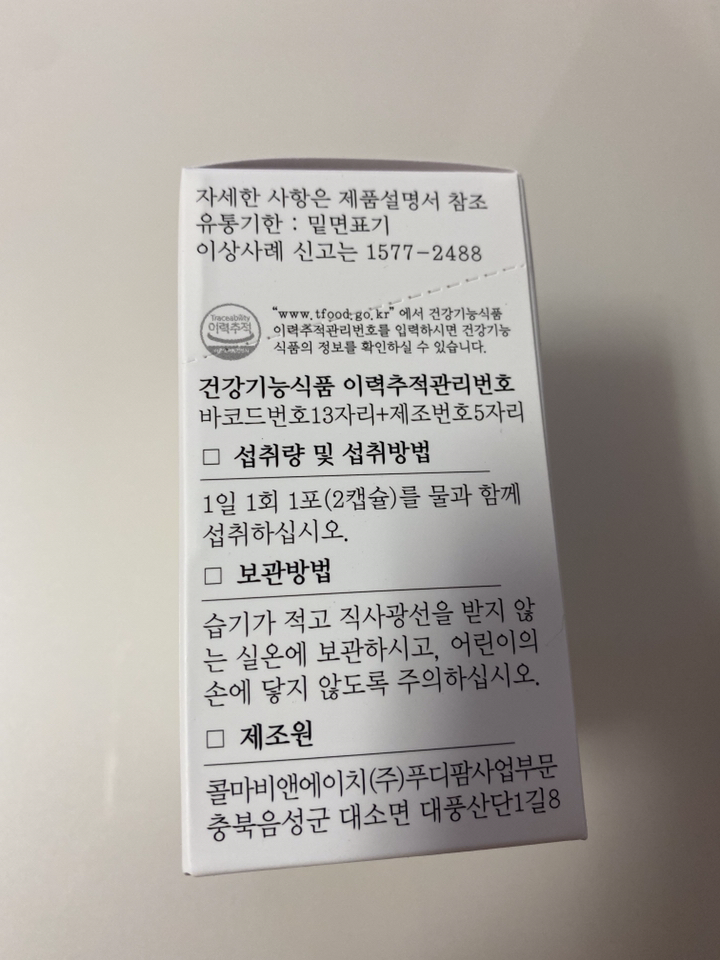 자세한 사항은 제품설명서 참조
유통기한 : 밑면표기
이상사례 신고는 1577-2488
Traceability
이력추적
"www.tfood.go.kr" 에서 건강기능식품
이력추적관리번호를 입력하시면 건강기능
식품의 정보를 확인하실 수 있습니다.
건강기능식품 이력추적관리번호
바코드번호13자리+제조번호5자리
□ 섭취량 및 섭취방법
1일 1회 1포(2캡슐)를 물과 함께
섭취하십시오.
□ 보관방법
습기가 적고 직사광선을 받지 않
는 실온에 보관하시고, 어린이의
손에 닿지 않도록 주의하십시오.
□ 제조원
콜마비앤에이치(주)푸디팜사업부문
충북음성군 대소면 대풍산단1길8